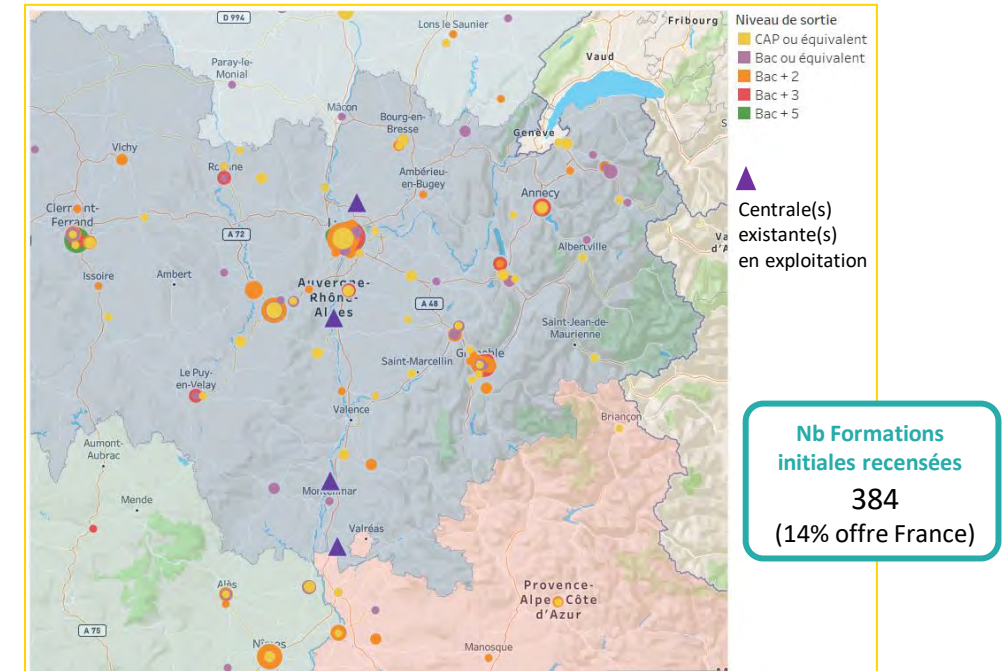 D 994
Lons le Saunier
Fribourg
Niveau de sortie
CAP ou équivalent
Bac ou équivalent
Bac + 2
Bac + 3
Bac + 5
Paray-le-
Monial
Vaud
Mâcon
Bourg-en-
Bresse
Genève
Vichy
Ambérieu-
en-Bugey
Annecy
Clermont-
Ferrand
A 72
Albertville
Centrale(s)
existante(s)
en exploitation
Issoire
Ambert
Auvergne-
Rhône-
Alpes
A 48
Saint-Jean-de-
Maurienne
Saint-Marcellin
Grenoble
Le Puy-
en-Velay
Valence
Briançon
Nb Formations
initiales recensées
384
(14% offre France)
Aumont-
Aubrac
Mende
Montélimar
Valréas
Alès
Provence-
Alpe Côte
d'Azur
A 75
Nîmes
Manosque